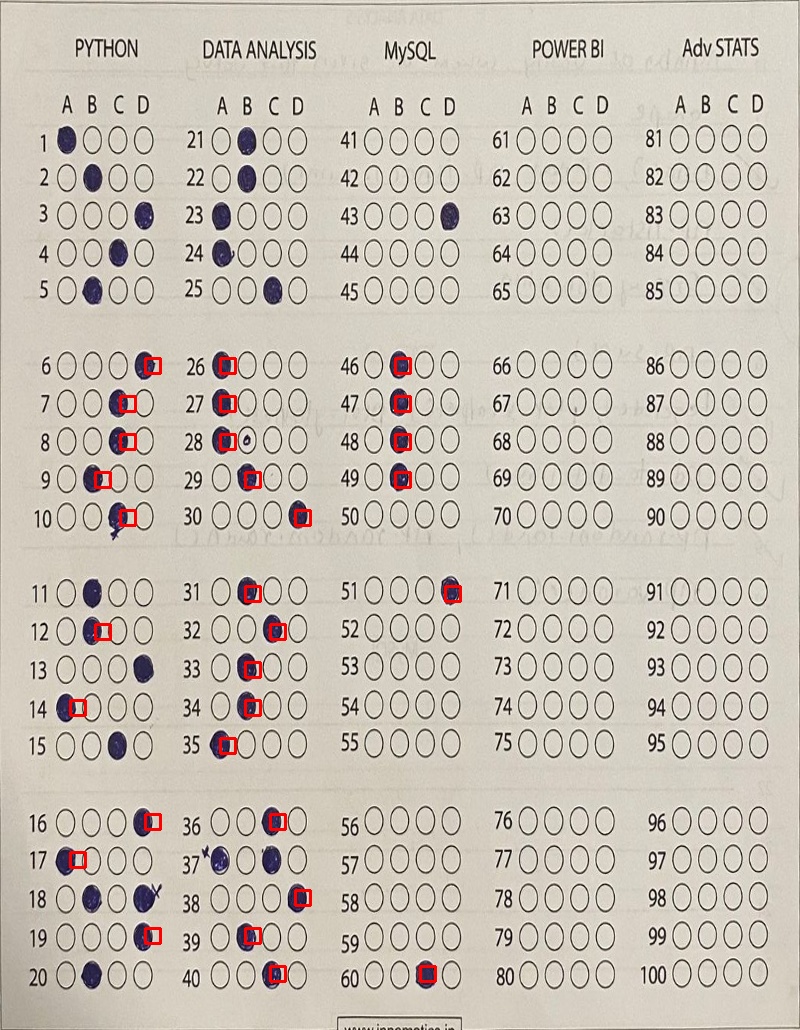 PYTHON DATA ANALYSIS MySQL POWER BI Adv STATS
A B C D A B C D A B C D A B C D A B C D
1 21 41 61 81
2 22 42 62 82
3 23 43 63 83
4 24 44 64 84
5 25 45 65 85
6 26 46 66 86
7 27 47 67 87
8 28 48 68 88
9 29 49 69 89
10 30 50 70 90
11 31 51 71 91
12 32 52 72 92
13 33 53 73 93
14 34 54 74 94
15 35 55 75 95
16 36 56 76 96
17 37 57 77 97
18 38 58 78 98
19 39 59 79 99
20 40 60 80 100
www.innomatics.in